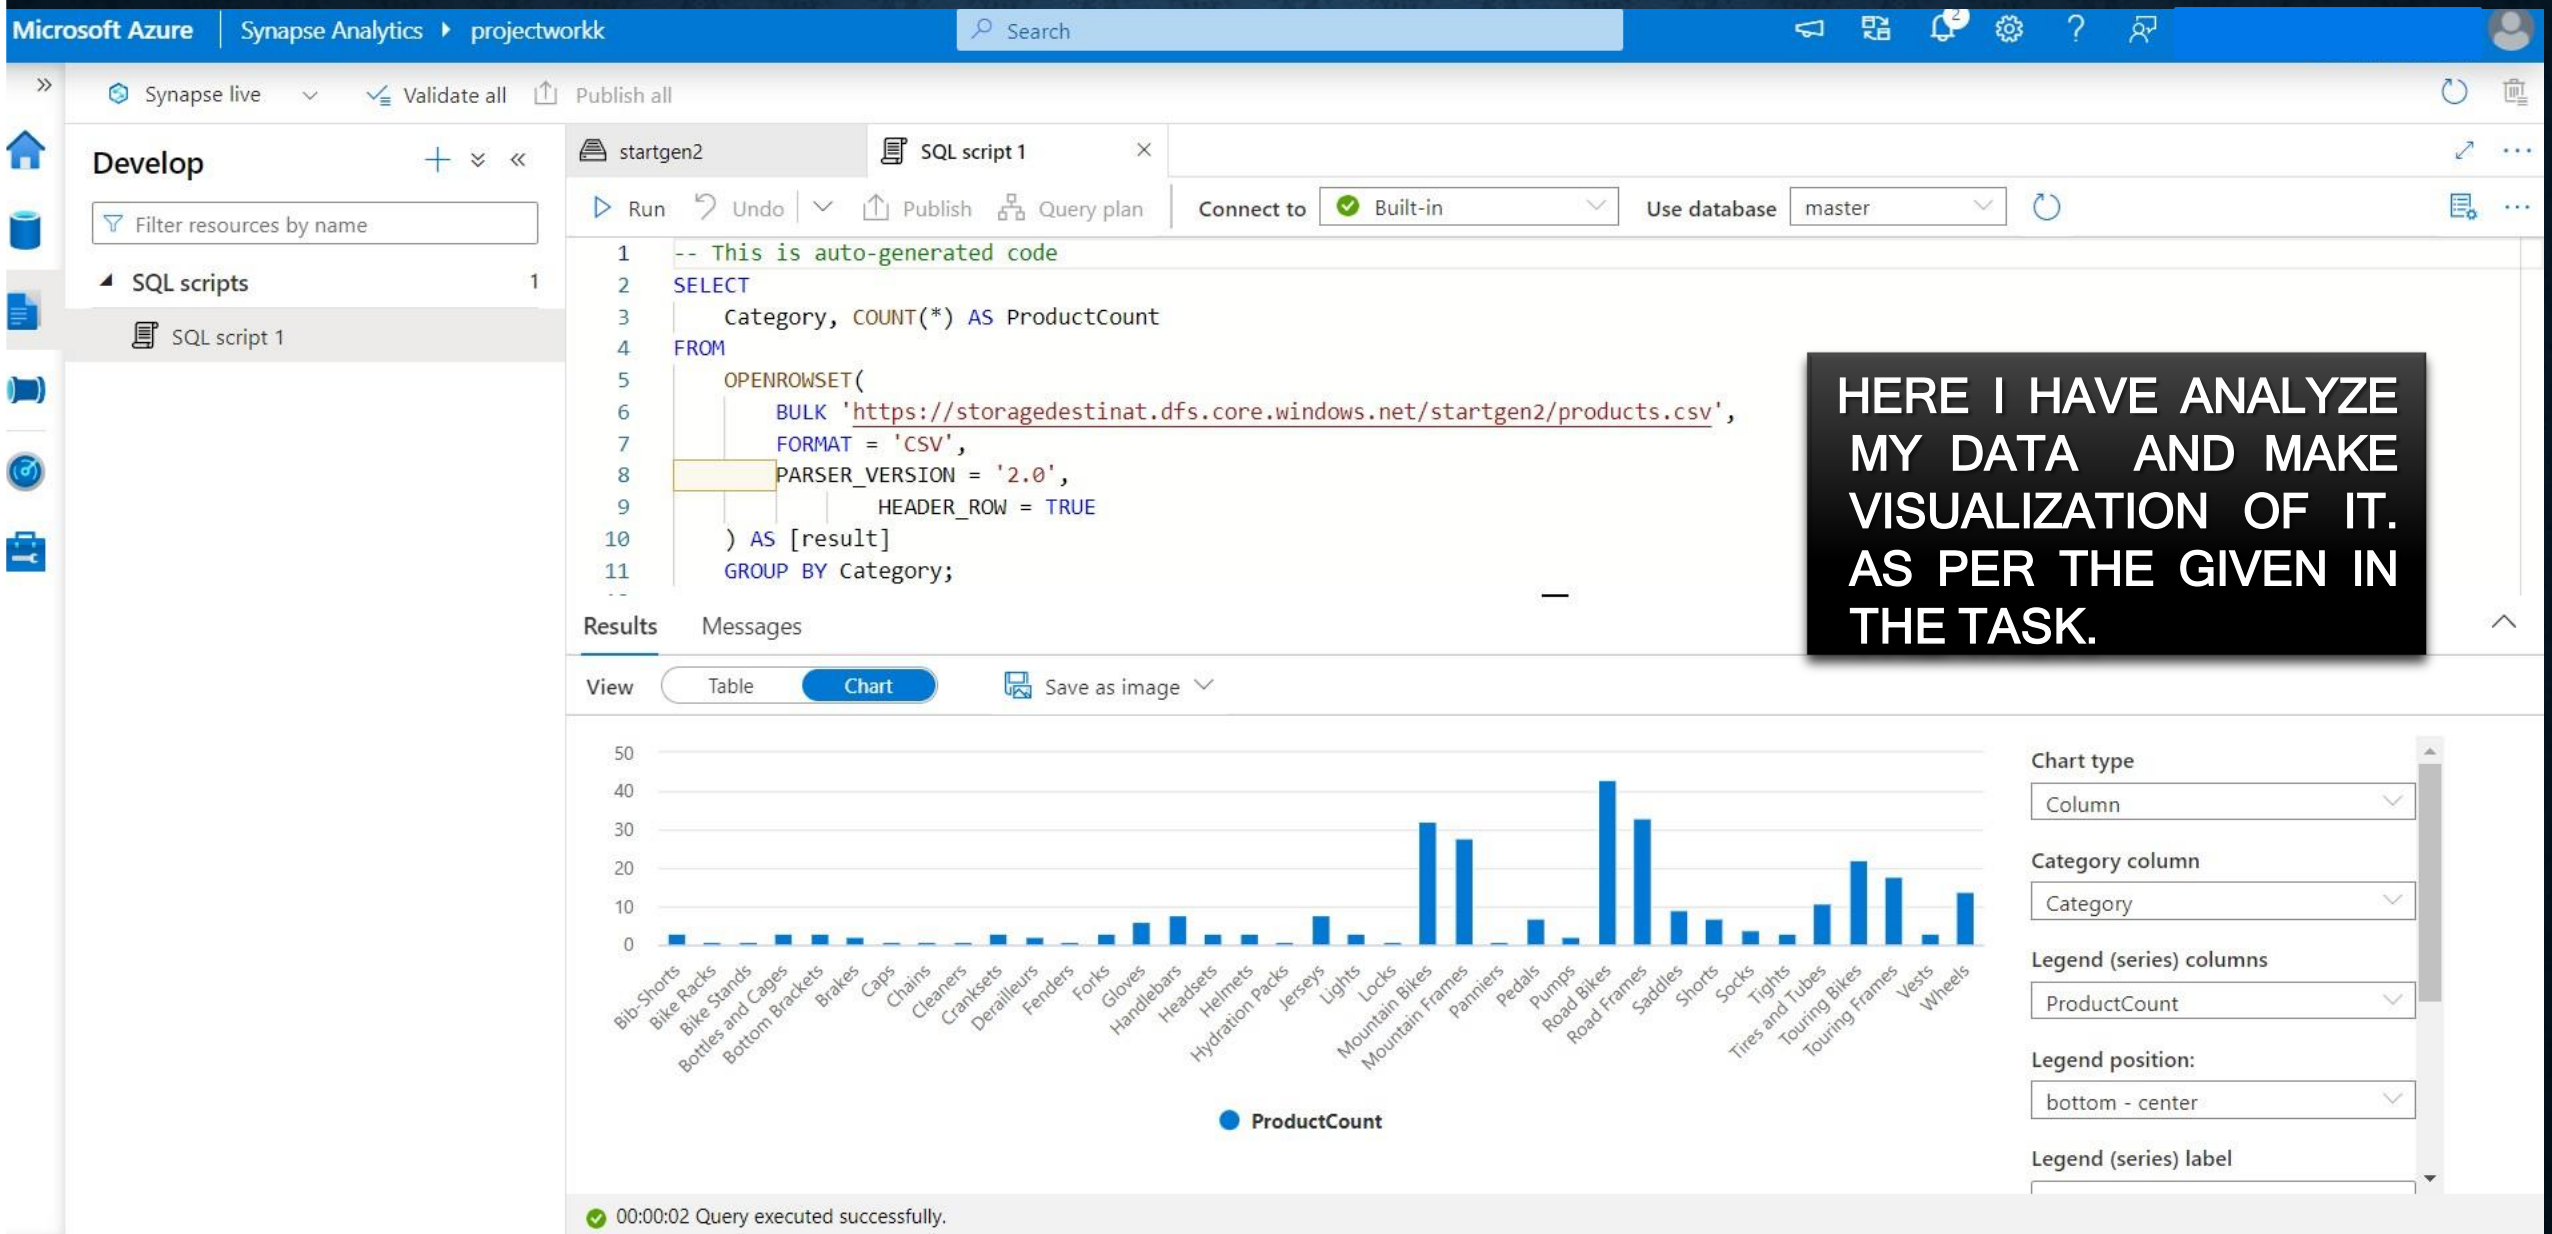 Microsoft Azure | Synapse Analytics projectworkk
Search
2
Synapse live Validate all Publish all
Develop
Filter resources by name
SQL scripts 1
SQL script 1
startgen2 SQL script 1
Run Undo Publish Query plan Connect to Built-in Use database master
1 -- This is auto-generated code
2 SELECT
3 Category, COUNT(*) AS ProductCount
4 FROM
5 OPENROWSET(
6 BULK 'https://storagedestinat.dfs.core.windows.net/startgen2/products.csv',
7 FORMAT = 'CSV',
8 PARSER_VERSION = '2.0',
9 HEADER_ROW = TRUE
10 ) AS [result]
11 GROUP BY Category;
HERE I HAVE ANALYZE
MY DATA AND MAKE
VISUALIZATION OF IT.
AS PER THE GIVEN IN
THE TASK.
Results Messages
View Table Chart Save as image
50
40
30
20
10
0
Bib-Shorts
Bike Racks
Bike Stands
Bottles and Cages
Bottom Brackets
Brakes
Caps
Chains
Cleaners
Cranksets
Derailleurs
Fenders
Forks
Gloves
Handlebars
Headsets
Helmets
Hydration Packs
Jerseys
Lights
Locks
Mountain Bikes
Mountain Frames
Panniers
Pedals
Pumps
Road Bikes
Road Frames
Saddles
Shorts
Socks
Tights
Tires and Tubes
Touring Bikes
Touring Frames
Vests
Wheels
ProductCount
Chart type
Column
Category column
Category
Legend (series) columns
ProductCount
Legend position:
bottom - center
Legend (series) label
00:00:02 Query executed successfully.